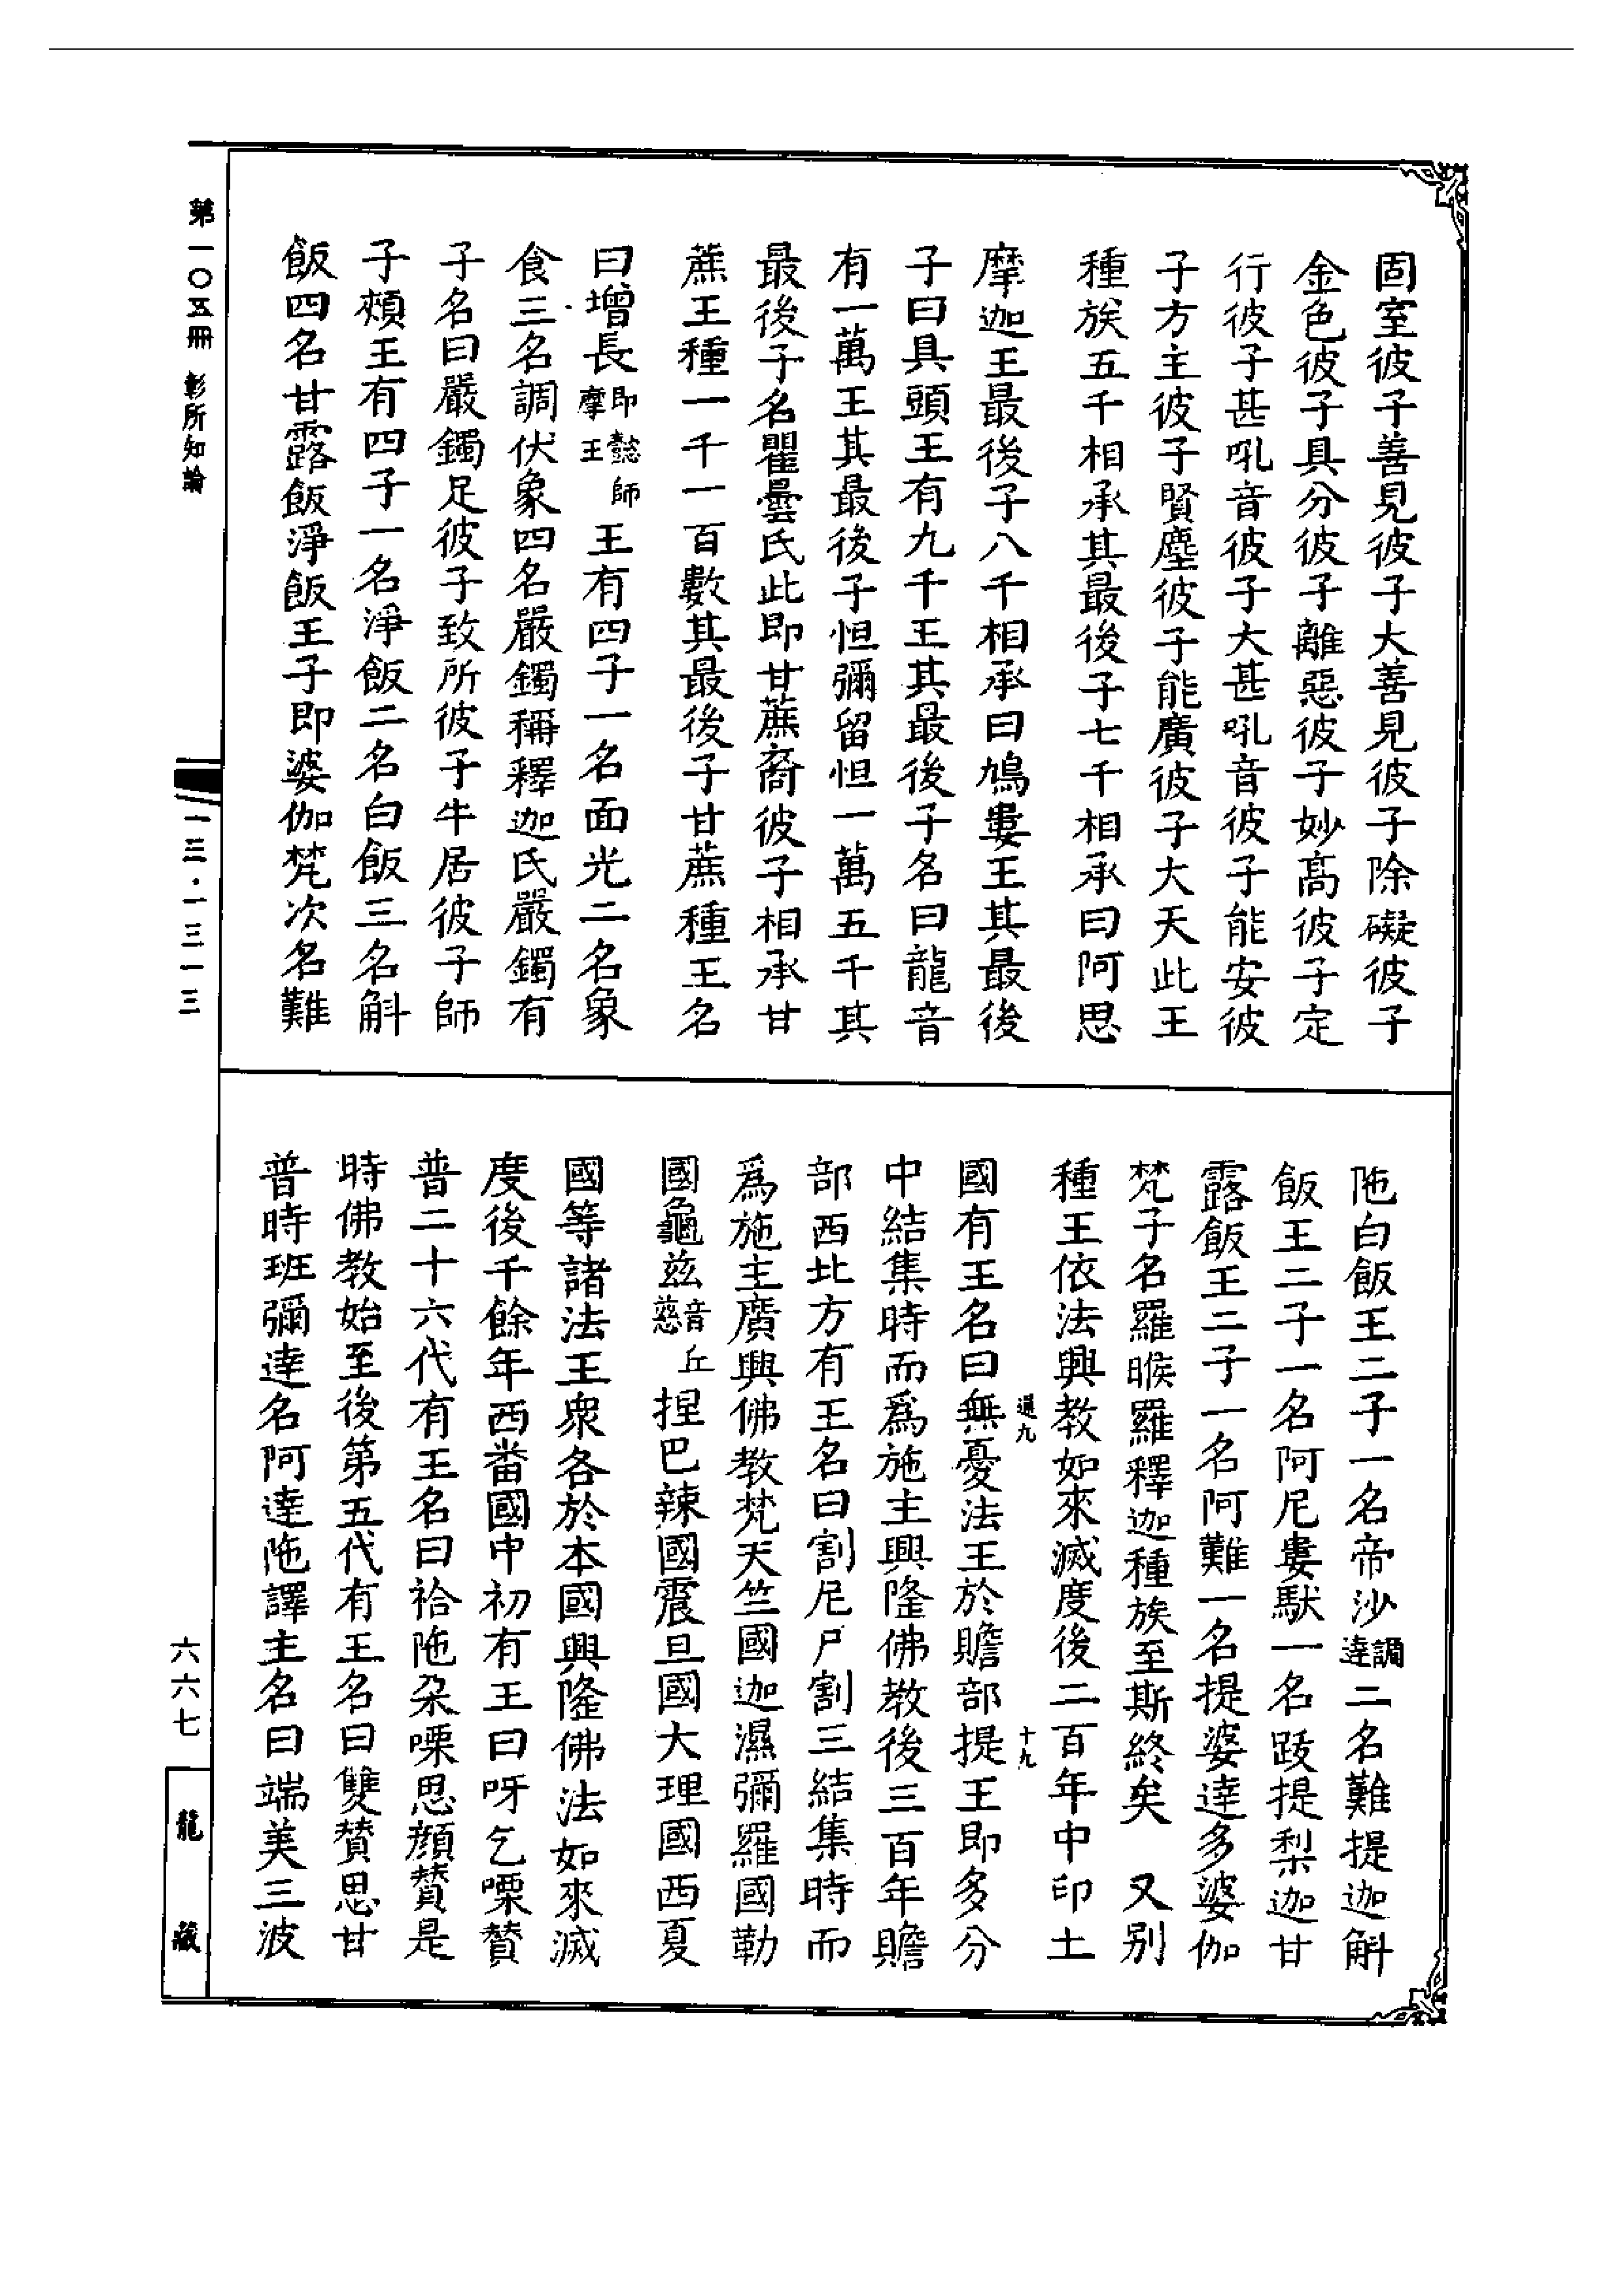 固室彼子善見彼子大善見彼子除礙彼子
金色彼子具分彼子離惡彼子妙高彼子定
行彼子甚吼音彼子大甚吼音彼子能安彼
子方主彼子賢塵彼子能廣彼子大天此王
種族五千相承其最後子七千相承曰阿思
摩迦王最後子八千相承曰鳩婁王其最後
子曰具頭王有九千王其最後子名曰龍音
有一萬王其最後子怛彌留怛一萬五千其
最後子名瞿曇氏此即甘蔗裔彼子相承甘
蔗王種一千一百數其最後子甘蔗種王名
曰增長即懿師摩王王有四子一名面光二名象
食三名調伏象四名嚴鐲稱釋迦氏嚴鐲有
子名曰嚴鐲足彼子致所彼子牛居彼子師
子頰王有四子一名淨飯二名白飯三名斛
飯四名甘露飯淨飯王子即婆伽梵次名難
陁白飯王二子一名帝沙調達二名難提迦斛
飯王二子一名阿尼婁馱一名跋提梨迦甘
露飯王二子一名阿難一名提婆達多婆伽
梵子名羅睺羅釋迦種族至斯終矣 又別
種王依法興教如來滅度後二百年中印土
邇九 十九
國有王名曰無憂法王於贍部提王即多分
中結集時而爲施主興隆佛教後三百年贍
部西北方有王名曰割尼尸割三結集時而
爲施主廣興佛教梵天竺國迦濕彌羅國勒
國龜兹音丘慈捏巴辣國震旦國大理國西夏
國等諸法王衆各於本國興隆佛法如來滅
度後千餘年西畨國中初有王曰呀乞㗚贊
普二十六代有王名曰袷陁朶㗚思顔贊是
時佛教始至後第五代有王名曰雙贊思甘
普時班彌達名阿達陁譯主名曰端美三波
第一〇五冊 彰所知論
一三·一三一三
六六七
龍藏